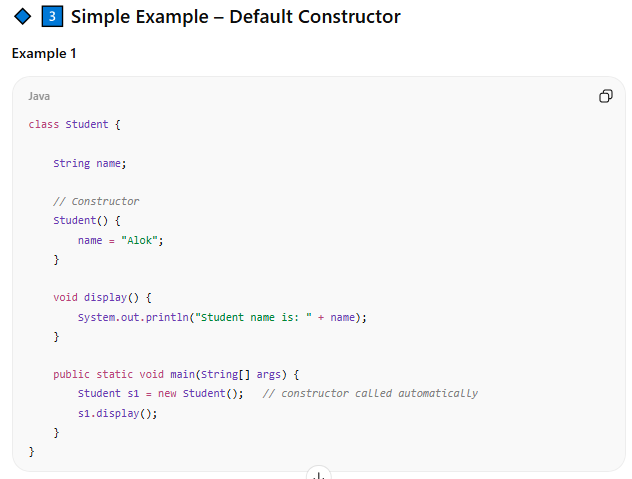 3 Simple Example – Default Constructor
Example 1
Java
class Student {
String name;
// Constructor
Student() {
name = "Alok";
}
void display() {
System.out.println("Student name is: " + name);
}
public static void main(String[] args) {
Student s1 = new Student();   // constructor called automatically
s1.display();
}
}